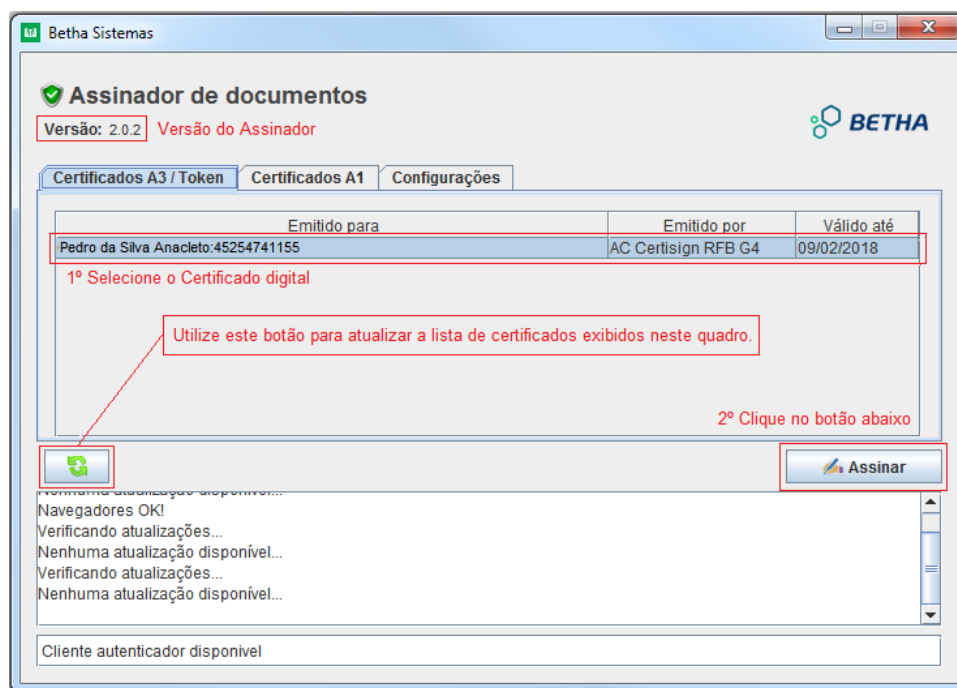 Betha Sistemas
Assinador de documentos
Versão: 2.0.2 Versão do Assinador
BETHA
Certificados A3 / Token Certificados A1 Configurações
Emitido para Emitido por Válido até
Pedro da Silva Anacleto:45254741155 AC Certisign RFB G4 09/02/2018
1º Selecione o Certificado digital
Utilize este botão para atualizar a lista de certificados exibidos neste quadro.
2º Clique no botão abaixo
Assinar
Nenhuma atualização disponível...
Navegadores OK!
Verificando atualizações...
Nenhuma atualização disponível...
Verificando atualizações...
Nenhuma atualização disponível...
Cliente autenticador disponivel